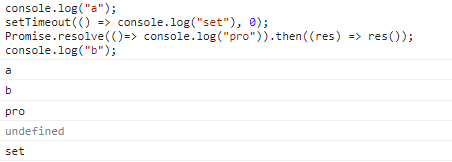 console.log("a");
setTimeout(() => console.log("set"), 0);
Promise.resolve(()=> console.log("pro")).then((res) => res());
console.log("b");
a
b
pro
undefined
set